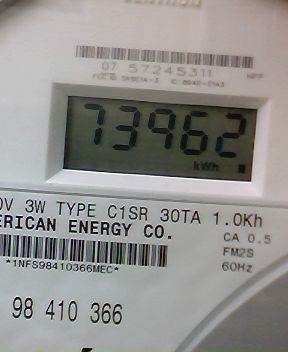 07 57245311
73962
kWh
0V 3W TYPE C1SR 30TA 1.0Kh
ERICAN ENERGY CO.
CA 0.5
FM2S
*1NFS98410366MEC*
60Hz
98 410 366